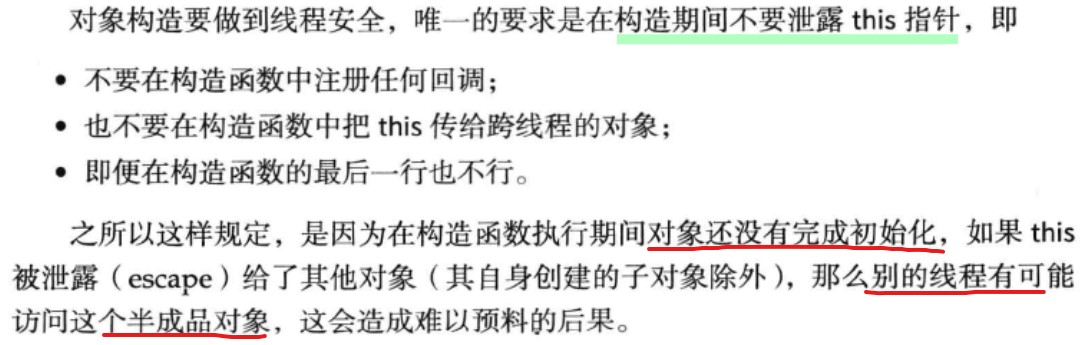 对象构造要做到线程安全，唯一的要求是在构造期间不要泄露 this 指针，即
• 不要在构造函数中注册任何回调；
• 也不要在构造函数中把 this 传给跨线程的对象；
• 即便在构造函数的最后一行也不行。
之所以这样规定，是因为在构造函数执行期间对象还没有完成初始化，如果 this
被泄露（escape）给了其他对象（其自身创建的子对象除外），那么别的线程有可能
访问这个半成品对象，这会造成难以预料的后果。